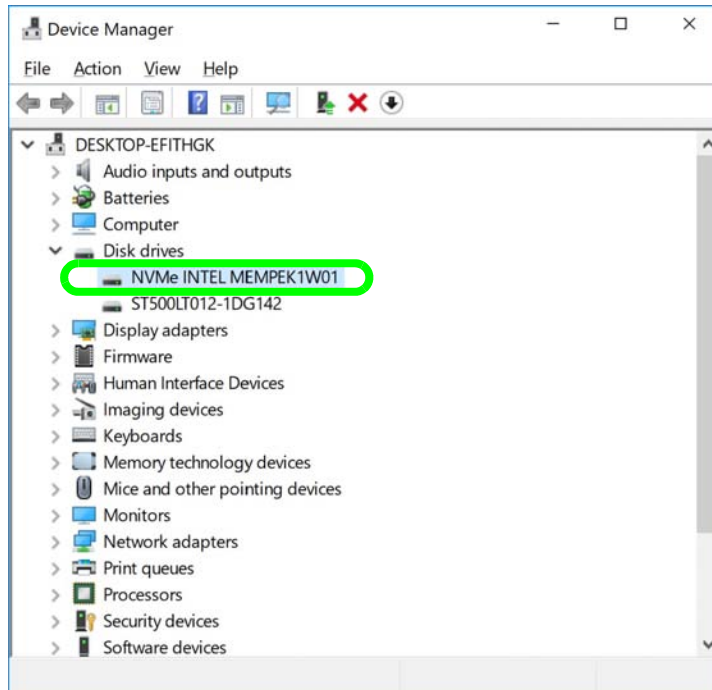 Device Manager
File Action View Help
DESKTOP-EFITHGK
Audio inputs and outputs
Batteries
Computer
Disk drives
NVMe INTEL MEMPEK1W01
ST500LT012-1DG142
Display adapters
Firmware
Human Interface Devices
Imaging devices
Keyboards
Memory technology devices
Mice and other pointing devices
Monitors
Network adapters
Print queues
Processors
Security devices
Software devices